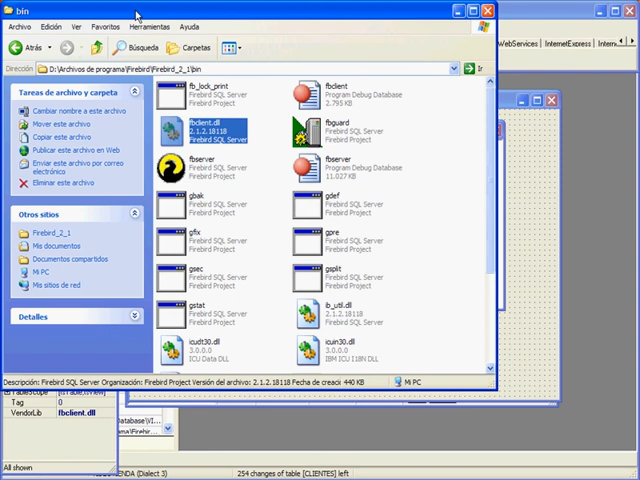 bin
Archivo Edición Ver Favoritos Herramientas Ayuda
Atrás Búsqueda Carpetas
Dirección D:\Archivos de programa\Firebird\Firebird_2_1\bin Ir
WebServices InternetExpress
Tareas de archivo y carpeta
Cambiar nombre a este archivo
Mover este archivo
Copiar este archivo
Publicar este archivo en Web
Enviar este archivo por correo
electrónico
Eliminar este archivo
Otros sitios
Firebird_2_1
Mis documentos
Documentos compartidos
Mi PC
Mis sitios de red
Detalles
fb_lock_print
Firebird SQL Server
Firebird Project
fbclient
Program Debug Database
2.795 KB
fbclient.dll
2.1.2.18118
Firebird SQL Server
fbguard
Firebird SQL Server
Firebird Project
fbserver
Firebird SQL Server
Firebird Project
fbserver
Program Debug Database
11.027 KB
gbak
Firebird SQL Server
Firebird Project
gdef
Firebird SQL Server
Firebird Project
gfix
Firebird SQL Server
Firebird Project
gpre
Firebird SQL Server
Firebird Project
gsec
Firebird SQL Server
Firebird Project
gsplit
Firebird SQL Server
Firebird Project
gstat
Firebird SQL Server
Firebird Project
ib_util.dll
2.1.2.18118
Firebird SQL Server
icudt30.dll
3.0.0.0
ICU Data DLL
icuin30.dll
3.0.0.0
IBM ICU I18N DLL
Descripción: Firebird SQL Server Organización: Firebird Project Versión del archivo: 2.1.2.18118 Fecha de creació 440 KB Mi PC
Tag 0
VendorLib fbclient.dll
All shown
(Dialect 3) 254 changes of table [CLIENTES] left